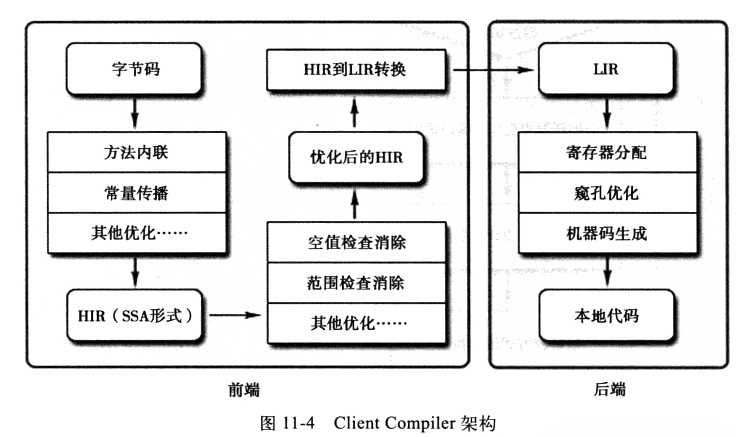 字节码
方法内联
常量传播
其他优化……
HIR（SSA形式）
空值检查消除
范围检查消除
其他优化……
优化后的HIR
HIR到LIR转换
前端
LIR
寄存器分配
窥孔优化
机器码生成
本地代码
后端
图 11-4 Client Compiler 架构